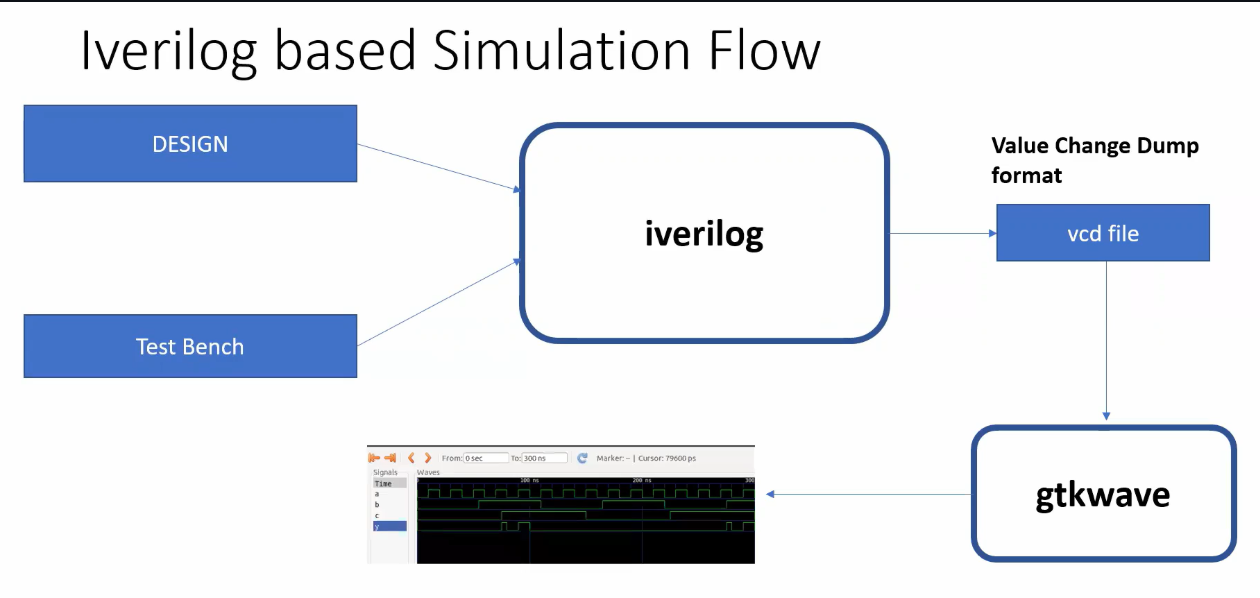 Iverilog based Simulation Flow
DESIGN
Test Bench
iverilog
Value Change Dump
format
vcd file
gtkwave
From: 0 sec To: 300 ns Marker: -- | Cursor: 79600 ps
Signals Waves
Time
100 ns 200 ns 300
a
b
c
y